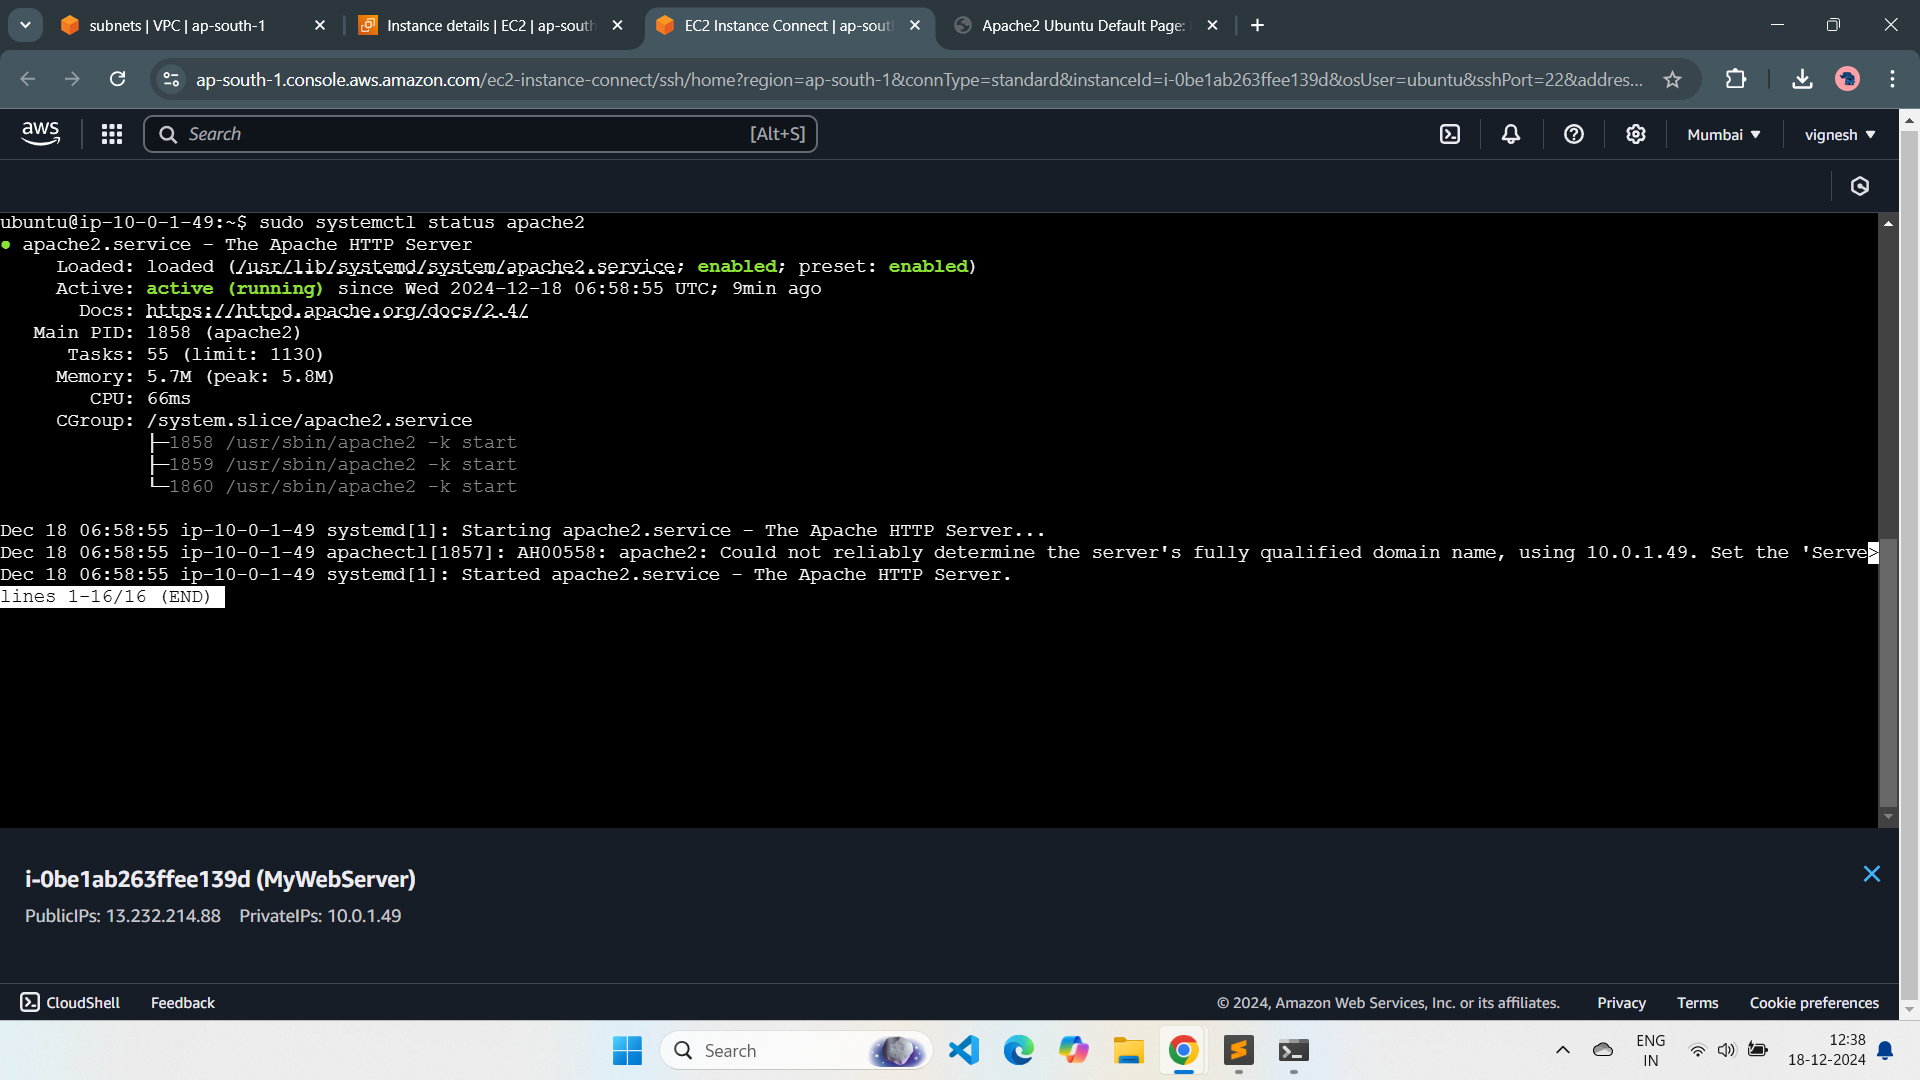 subnets | VPC | ap-south-1
Instance details | EC2 | ap-south
EC2 Instance Connect | ap-sout
Apache2 Ubuntu Default Page:
ap-south-1.console.aws.amazon.com/ec2-instance-connect/ssh/home?region=ap-south-1&connType=standard&instanceId=i-0be1ab263ffee139d&osUser=ubuntu&sshPort=22&addres...
aws
Search
[Alt+S]
Mumbai
vignesh
ubuntu@ip-10-0-1-49:~$ sudo systemctl status apache2
● apache2.service - The Apache HTTP Server
Loaded: loaded (/usr/lib/systemd/system/apache2.service; enabled; preset: enabled)
Active: active (running) since Wed 2024-12-18 06:58:55 UTC; 9min ago
Docs: https://httpd.apache.org/docs/2.4/
Main PID: 1858 (apache2)
Tasks: 55 (limit: 1130)
Memory: 5.7M (peak: 5.8M)
CPU: 66ms
CGroup: /system.slice/apache2.service
├─1858 /usr/sbin/apache2 -k start
├─1859 /usr/sbin/apache2 -k start
└─1860 /usr/sbin/apache2 -k start
Dec 18 06:58:55 ip-10-0-1-49 systemd[1]: Starting apache2.service - The Apache HTTP Server...
Dec 18 06:58:55 ip-10-0-1-49 apachectl[1857]: AH00558: apache2: Could not reliably determine the server's fully qualified domain name, using 10.0.1.49. Set the 'Serve>
Dec 18 06:58:55 ip-10-0-1-49 systemd[1]: Started apache2.service - The Apache HTTP Server.
lines 1-16/16 (END)
i-0be1ab263ffee139d (MyWebServer)
PublicIPs: 13.232.214.88 PrivateIPs: 10.0.1.49
CloudShell
Feedback
© 2024, Amazon Web Services, Inc. or its affiliates.
Privacy
Terms
Cookie preferences
Search
ENG
IN
12:38
18-12-2024